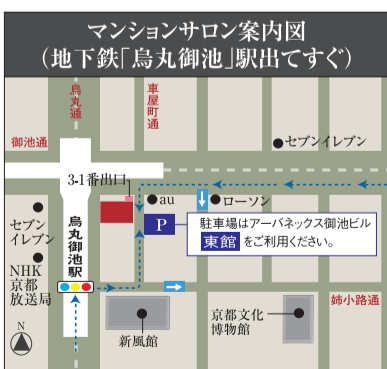 マンションサロン案内図
(地下鉄「烏丸御池」駅出てすぐ)
烏丸通
車屋町通
御池通
セブンイレブン
3-1番出口
au
ローソン
P
駐車場はアーバネックス御池ビル
東館 をご利用ください。
セブン
イレブン
烏丸御池駅
NHK
京都
放送局
姉小路通
新風館
京都文化
博物館
N